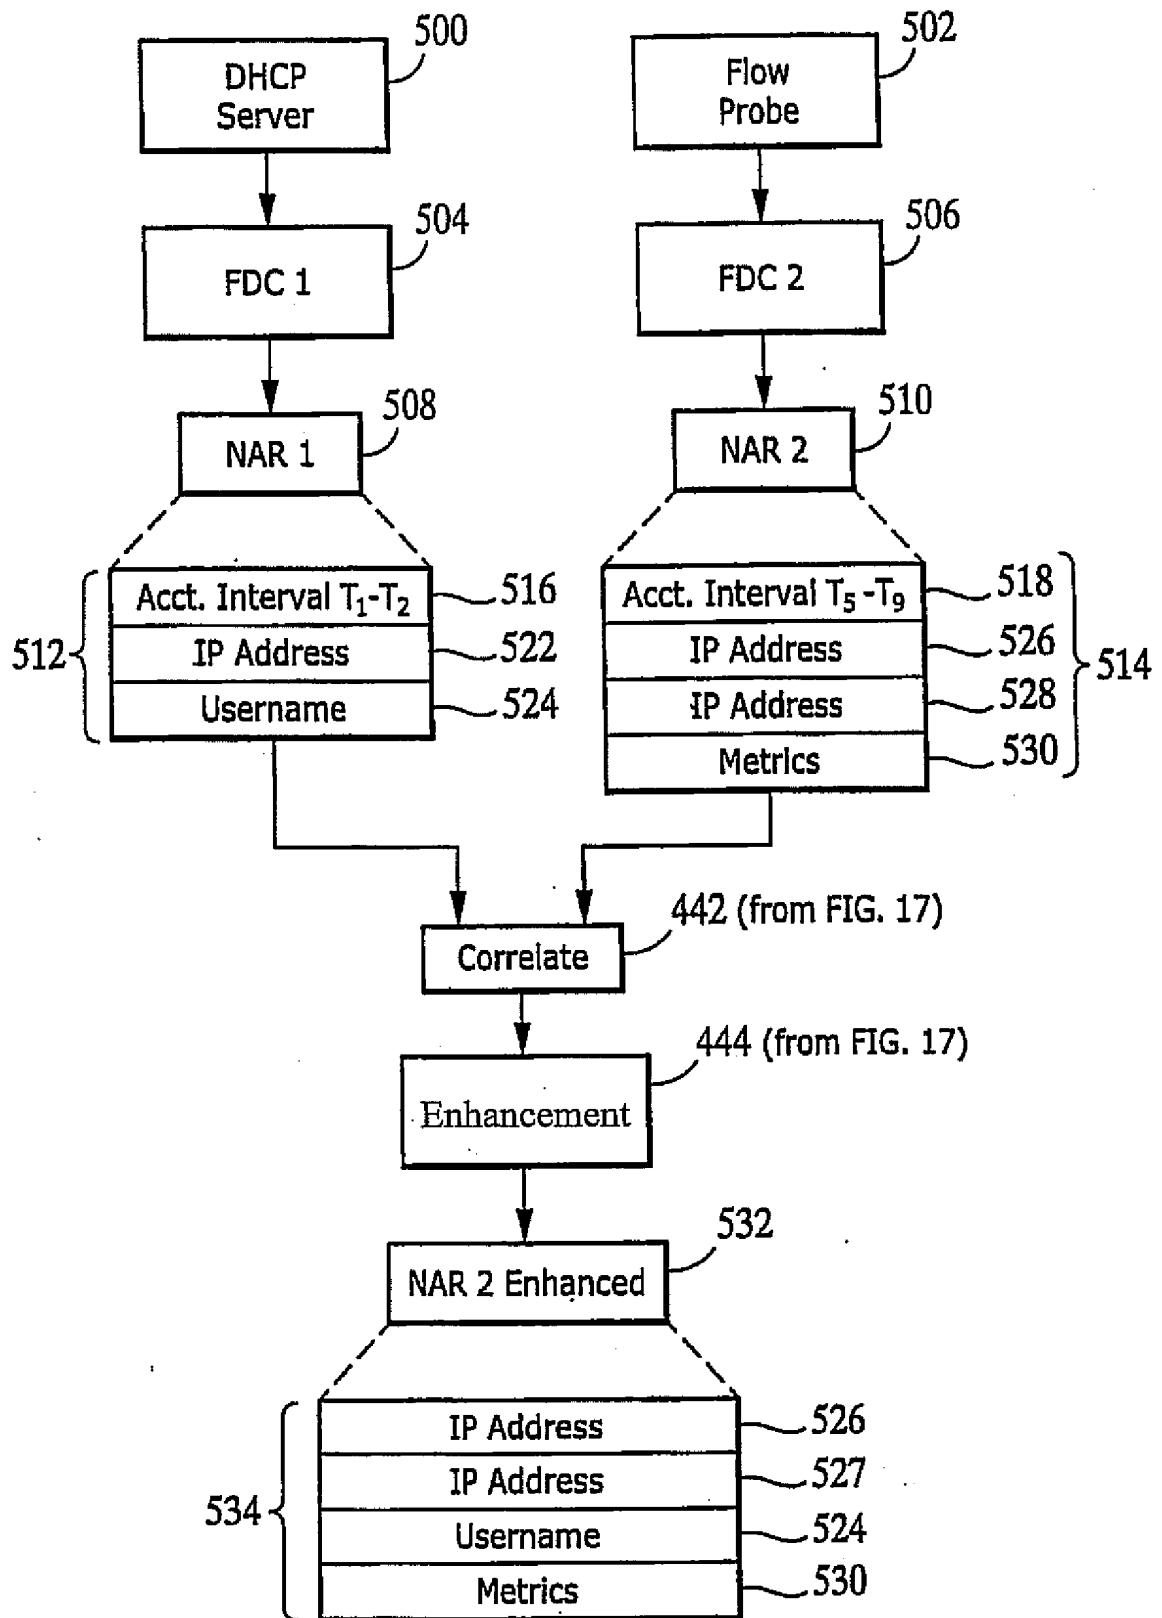 500
DHCP
Server
502
Flow
Probe
504
FDC 1
506
FDC 2
508
NAR 1
510
NAR 2
512
Acct. Interval T1-T2
516
IP Address
522
Username
524
Acct. Interval T5-T9
518
IP Address
526
IP Address
528
Metrics
530
514
442 (from FIG. 17)
Correlate
444 (from FIG. 17)
Enhancement
532
NAR 2 Enhanced
534
IP Address
526
IP Address
527
Username
524
Metrics
530